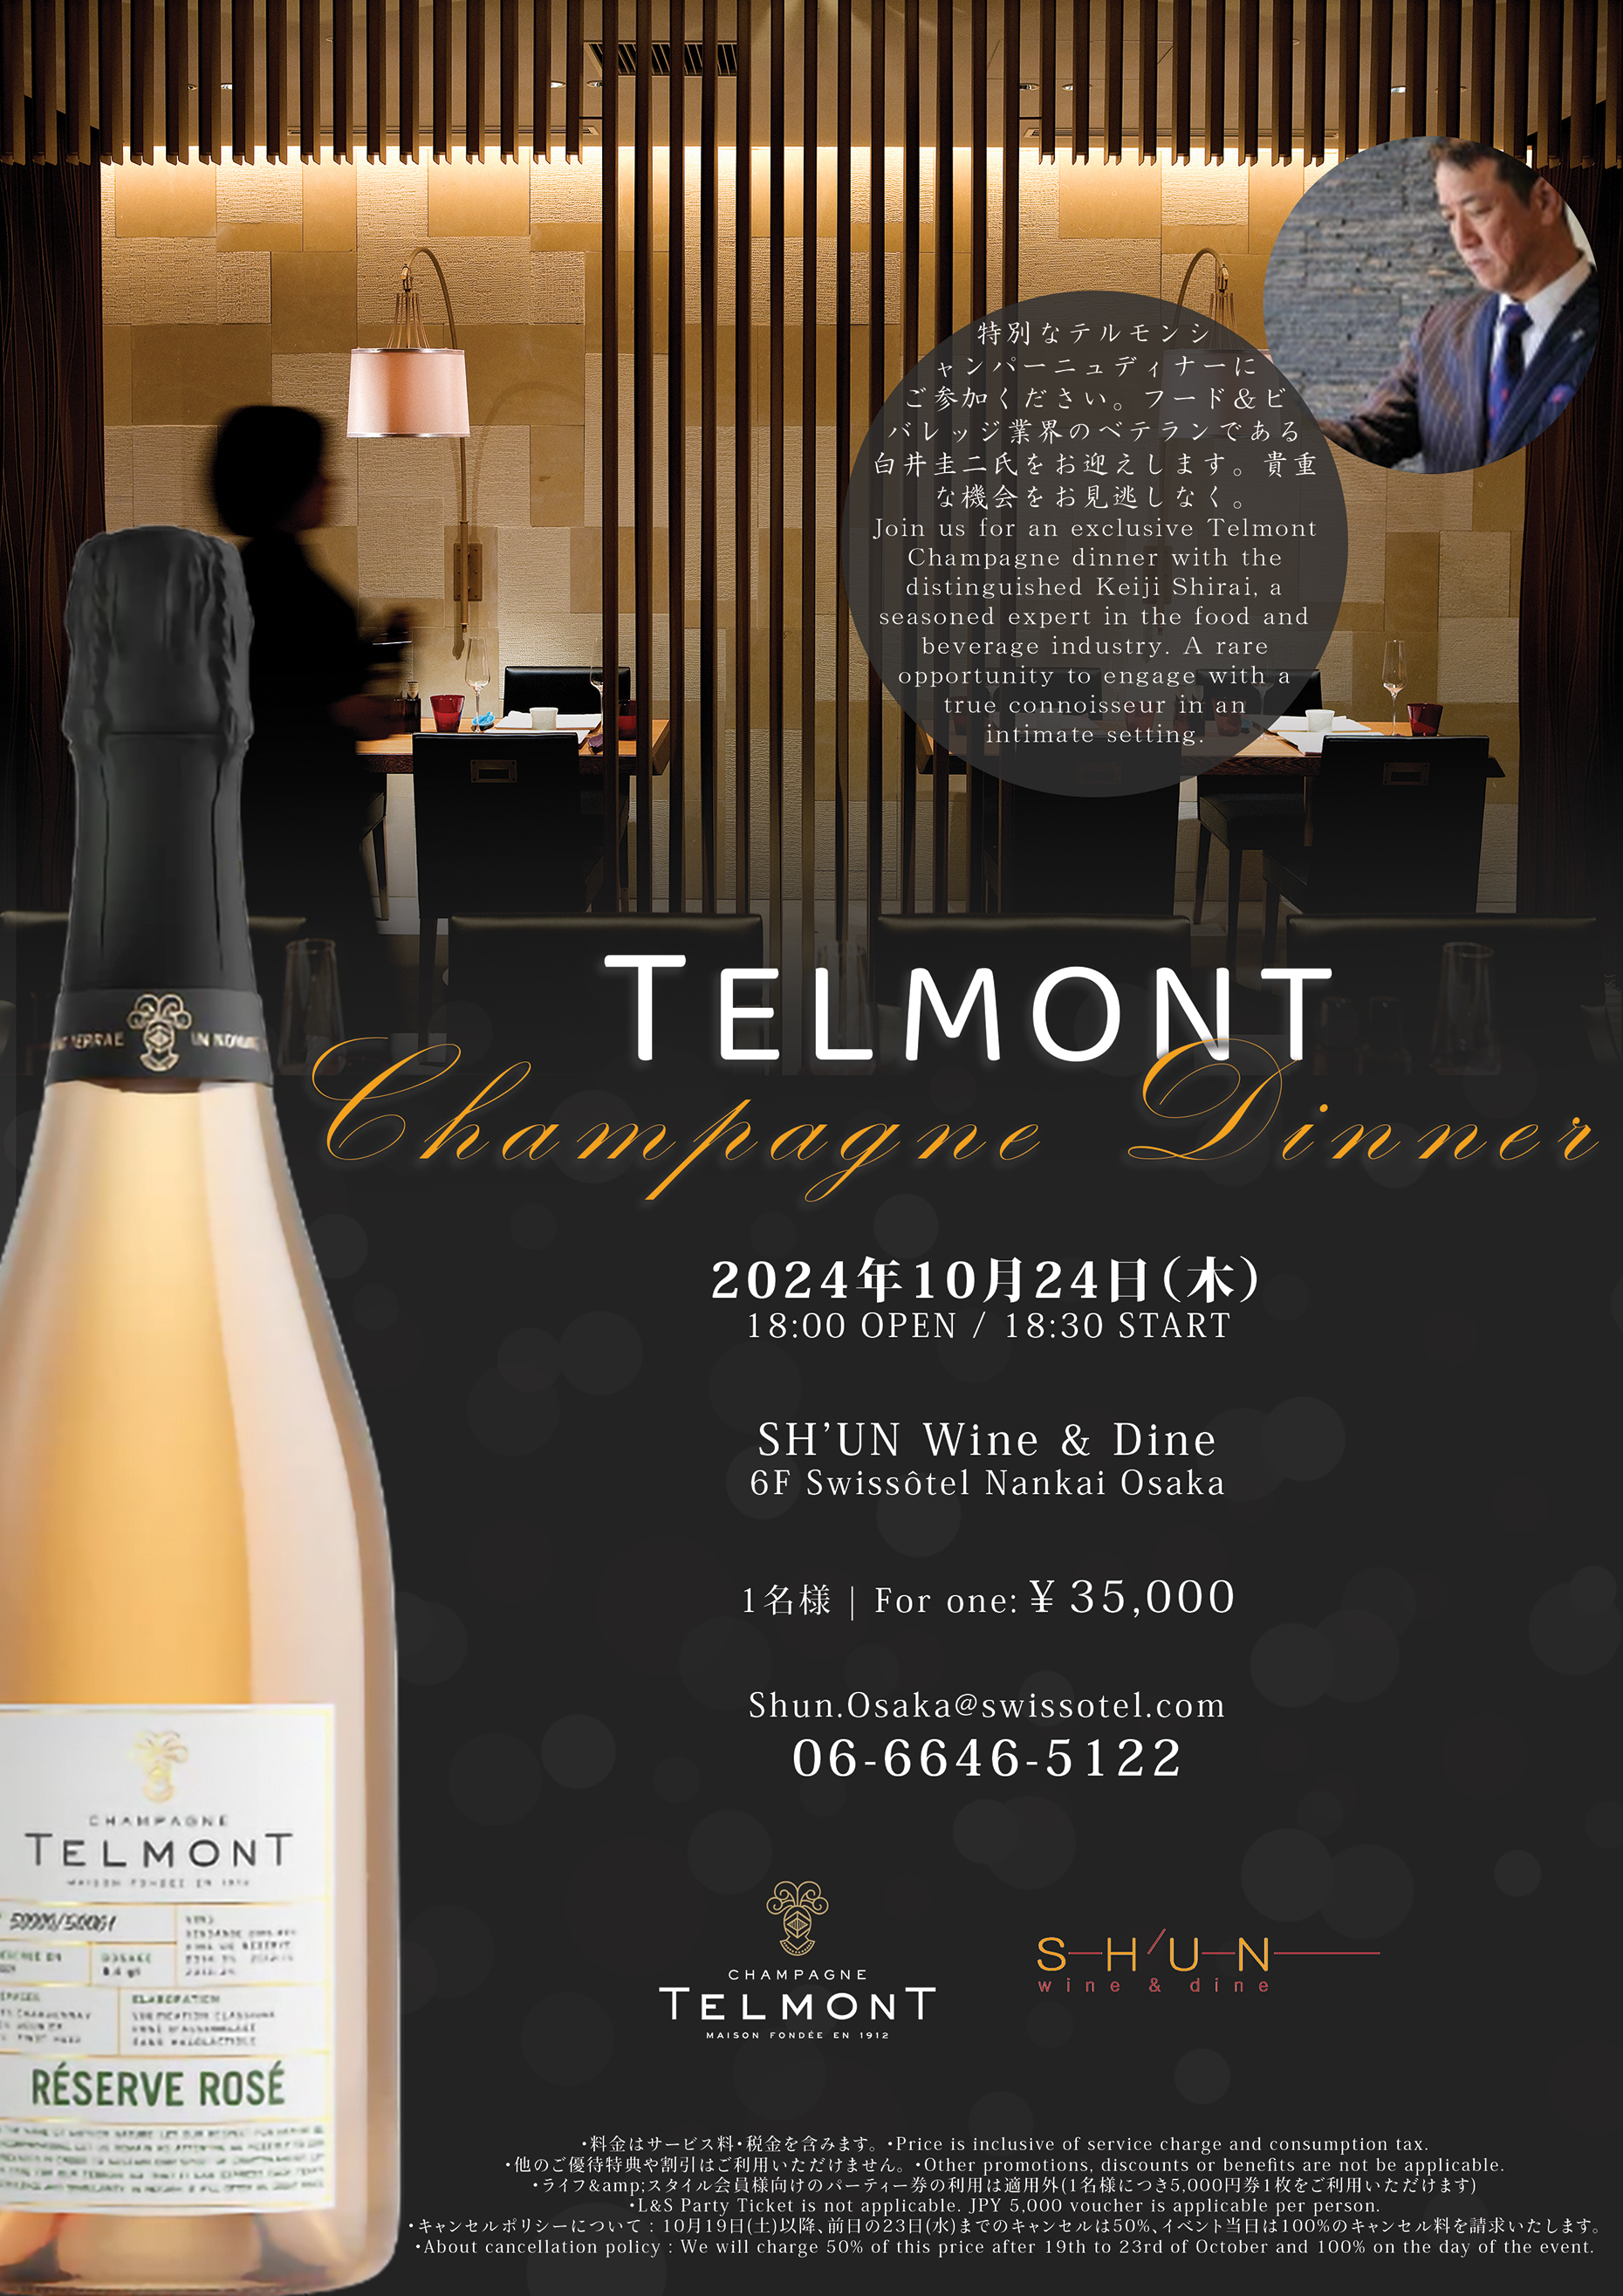 特別なテルモンシ
ャンパーニュディナーに
ご参加ください。フード&ビ
バレッジ業界のベテランである
白井圭二氏をお迎えします。貴重
な機会をお見逃しなく。
Join us for an exclusive Telmont
Champagne dinner with the
distinguished Keiji Shirai, a
seasoned expert in the food and
beverage industry. A rare
opportunity to engage with a
true connoisseur in an
intimate setting.
TELMONT
Champagne Dinner
2024年10月24日(木)
18:00 OPEN / 18:30 START
SH'UN Wine & Dine
6F Swissôtel Nankai Osaka
1名様 | For one: ¥ 35,000
Shun.Osaka@swissotel.com
06-6646-5122
CHAMPAGNE
TELMONT
MAISON FONDÉE EN 1912
RÉSERVE ROSÉ
CHAMPAGNE
TELMONT
MAISON FONDÉE EN 1912
SH'UN
wine & dine
•料金はサービス料・税金を含みます。•Price is inclusive of service charge and consumption tax.
•他のご優待特典や割引はご利用いただけません。•Other promotions, discounts or benefits are not be applicable.
•ライフ&amp;スタイル会員様向けのパーティー券の利用は適用外(1名様につき5,000円券1枚をご利用いただけます)
•L&S Party Ticket is not applicable. JPY 5,000 voucher is applicable per person.
•キャンセルポリシーについて : 10月19日(土)以降、前日の23日(水)までのキャンセルは50%、イベント当日は100%のキャンセル料を請求いたします。
•About cancellation policy : We will charge 50% of this price after 19th to 23rd of October and 100% on the day of the event.